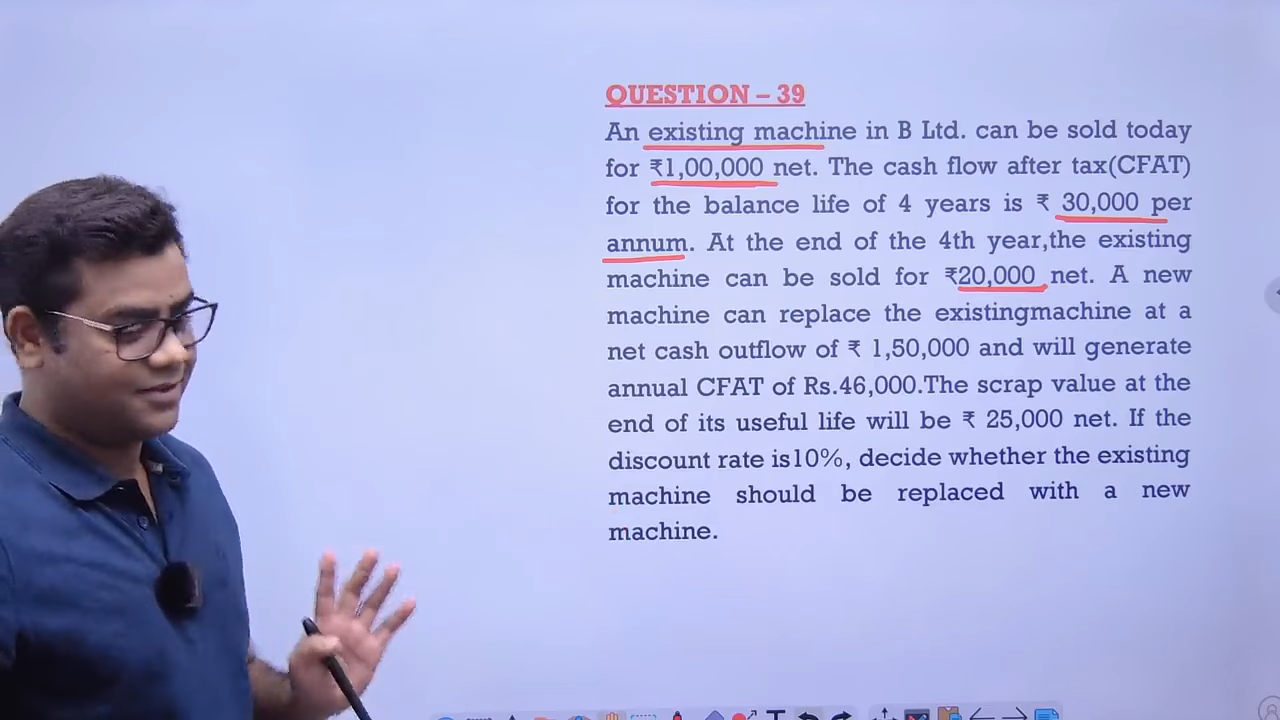 QUESTION – 39
An existing machine in B Ltd. can be sold today
for ₹1,00,000 net. The cash flow after tax(CFAT)
for the balance life of 4 years is ₹ 30,000 per
annum. At the end of the 4th year,the existing
machine can be sold for ₹20,000 net. A new
machine can replace the existingmachine at a
net cash outflow of ₹ 1,50,000 and will generate
annual CFAT of Rs.46,000.The scrap value at the
end of its useful life will be ₹ 25,000 net. If the
discount rate is10%, decide whether the existing
machine should be replaced with a new
machine.